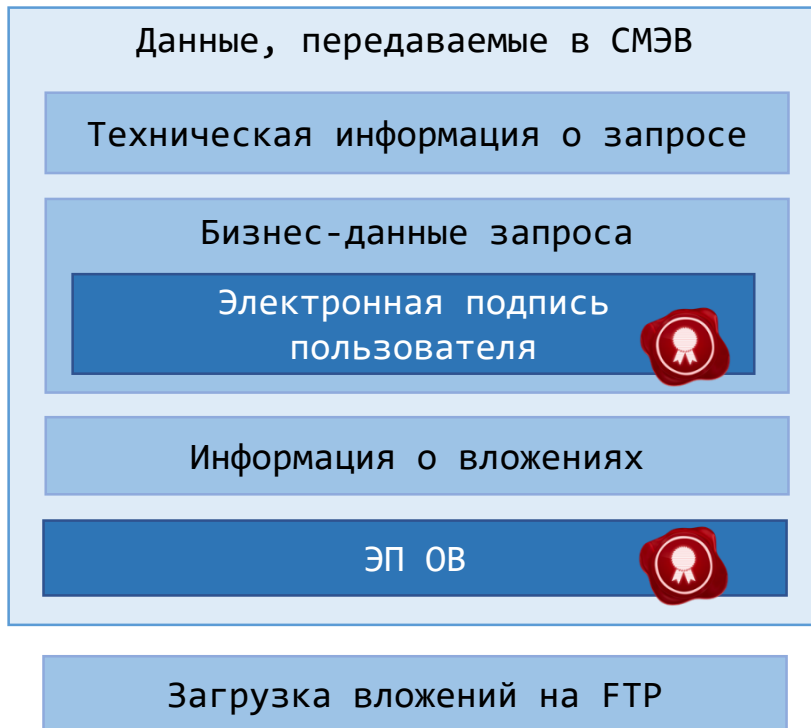 Данные, передаваемые в СМЭВ
Техническая информация о запросе
Бизнес-данные запроса
Электронная подпись
пользователя
Информация о вложениях
ЭП ОВ
Загрузка вложений на FTP